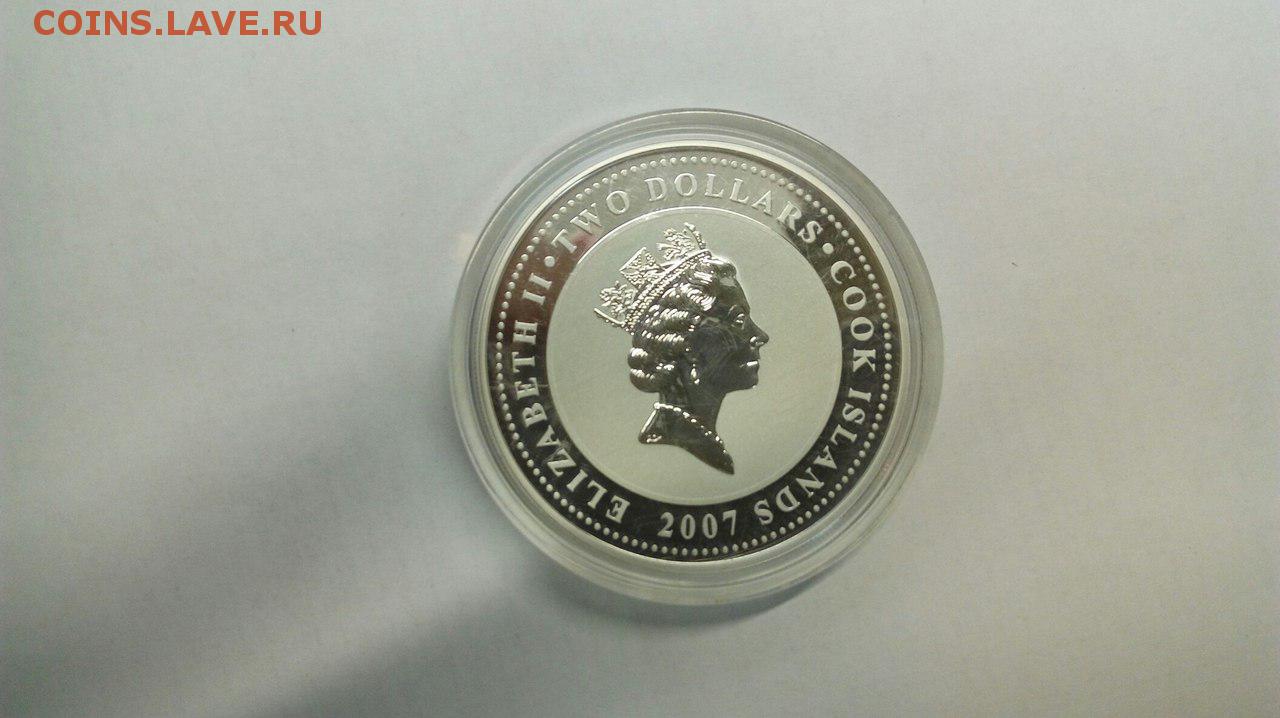 COINS.LAVE.RU
ELIZABETH II • TWO DOLLARS • COOK ISLANDS
2007